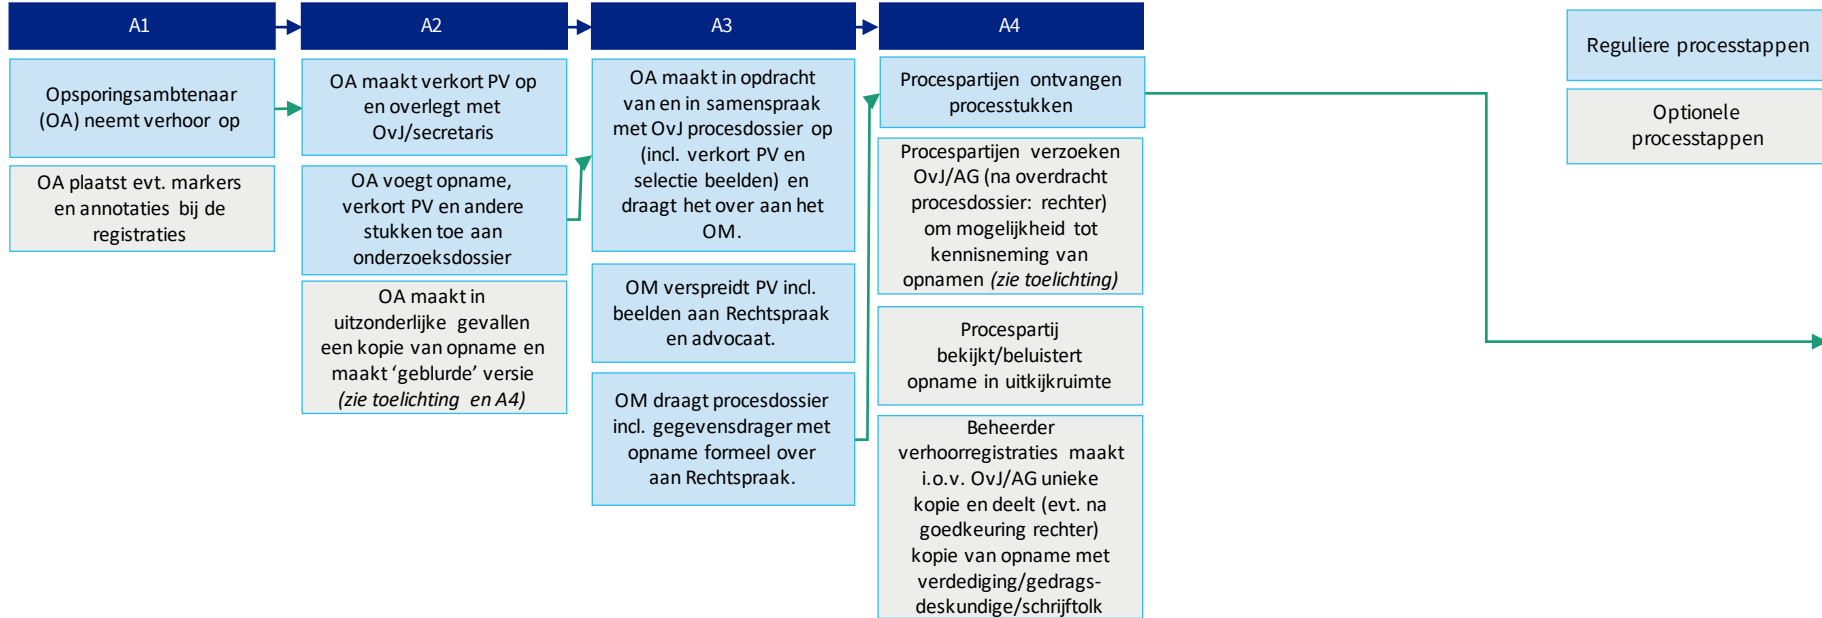 A1
Opsporingsambtenaar
(OA) neemt verhoor op
OA plaatst evt. markers
en annotaties bij de
registraties
A2
OA maakt verkort PV op
en overlegt met
OvJ/secretaris
OA voegt opname,
verkort PV en andere
stukken toe aan
onderzoeksdossier
OA maakt in
uitzonderlijke gevallen
een kopie van opname en
maakt ‘geblurde’ versie
(zie toelichting en A4)
A3
OA maakt in opdracht
van en in samenspraak
met OvJ procesdossier op
(incl. verkort PV en
selectie beelden) en
draagt het over aan het
OM.
OM verspreidt PV incl.
beelden aan Rechtspraak
en advocaat.
OM draagt procesdossier
incl. gegevensdrager met
opname formeel over
aan Rechtspraak.
A4
Procespartijen ontvangen
processtukken
Procespartijen verzoeken
OvJ/AG (na overdracht
procesdossier: rechter)
om mogelijkheid tot
kennisneming van
opnamen (zie toelichting)
Procespartij
bekijkt/beluistert
opname in uitkijkruimte
Beheerder
verhoorregistraties maakt
i.o.v. OvJ/AG unieke
kopie en deelt (evt. na
goedkeuring rechter)
kopie van opname met
verdediging/gedrags-
deskundige/schrijftolk
Reguliere processtappen
Optionele
processtappen